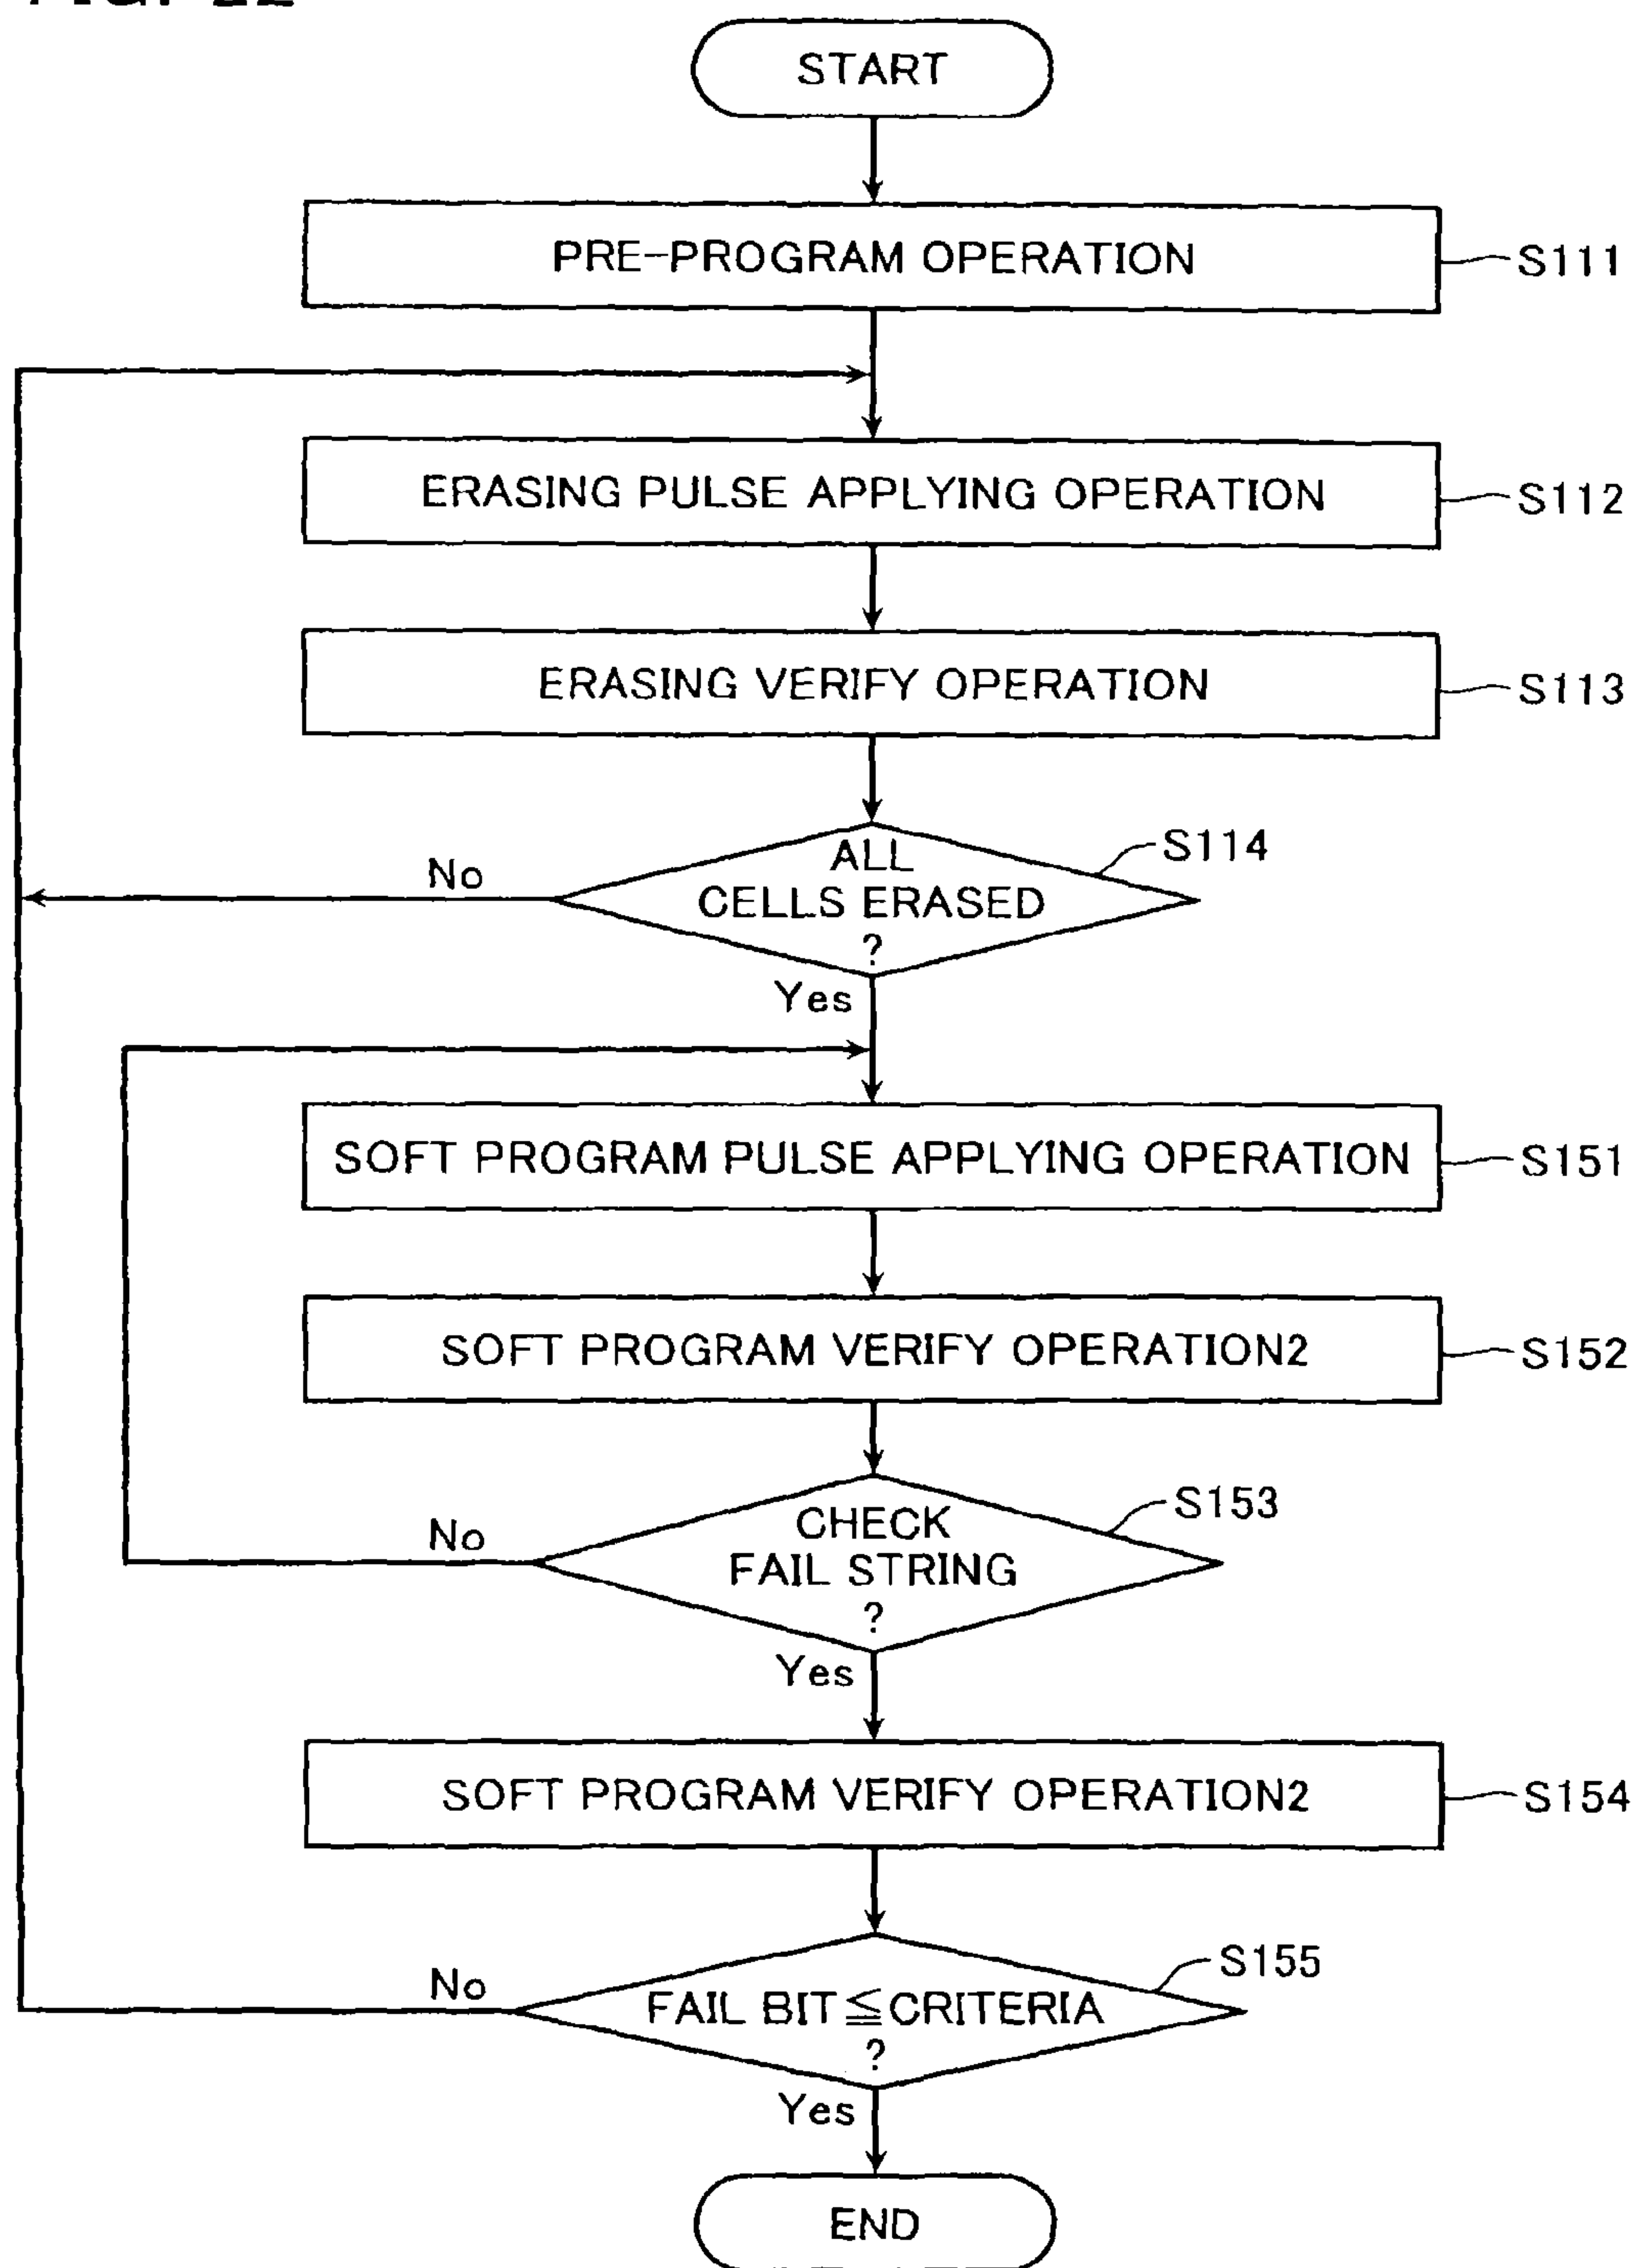 START
PRE-PROGRAM OPERATION
S111
ERASING PULSE APPLYING OPERATION
S112
ERASING VERIFY OPERATION
S113
ALL
CELLS ERASED
?
S114
No
Yes
SOFT PROGRAM PULSE APPLYING OPERATION
S151
SOFT PROGRAM VERIFY OPERATION2
S152
CHECK
FAIL STRING
?
S153
No
Yes
SOFT PROGRAM VERIFY OPERATION2
S154
FAIL BIT≦CRITERIA
?
S155
No
Yes
END